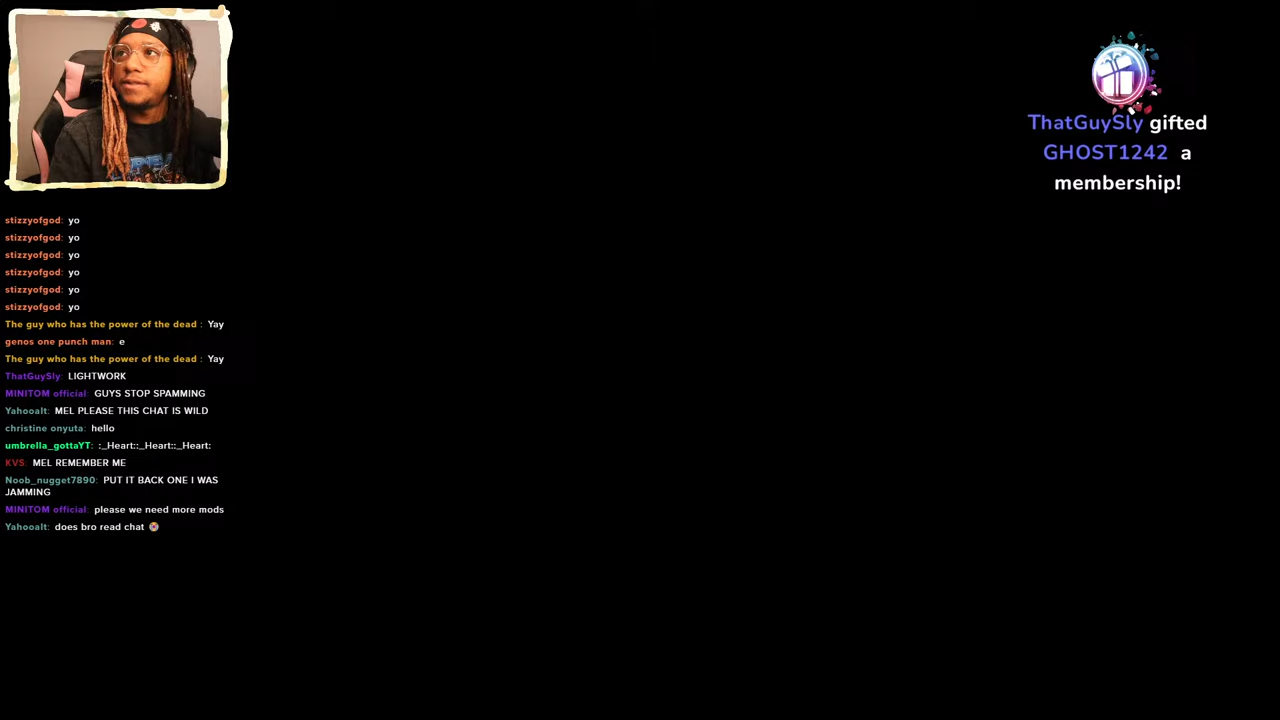 ThatGuySly gifted
GHOST1242 a
membership!
stizzyofgod: yo
stizzyofgod: yo
stizzyofgod: yo
stizzyofgod: yo
stizzyofgod: yo
stizzyofgod: yo
The guy who has the power of the dead : Yay
genos one punch man: e
The guy who has the power of the dead : Yay
ThatGuySly: LIGHTWORK
MINITOM official: GUYS STOP SPAMMING
Yahooalt: MEL PLEASE THIS CHAT IS WILD
christine onyuta: hello
umbrella_gottaYT: :_Heart::_Heart::_Heart:
KVS: MEL REMEMBER ME
Noob_nugget7890: PUT IT BACK ONE I WAS
JAMMING
MINITOM official: please we need more mods
Yahooalt: does bro read chat